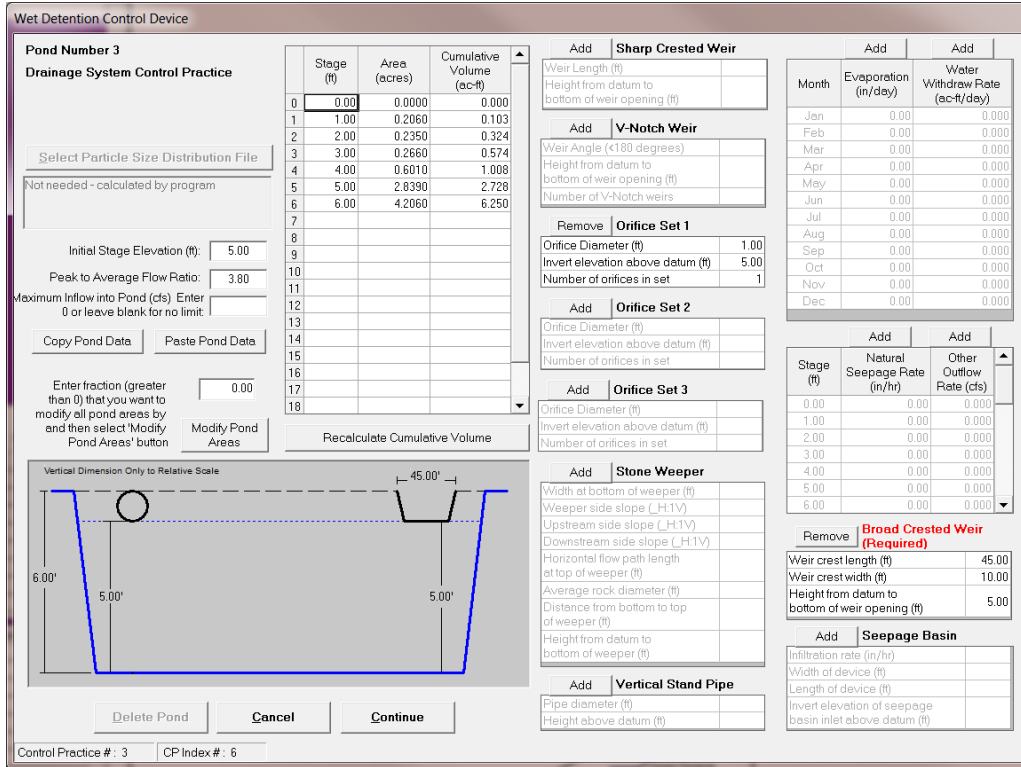 Wet Detention Control Device
Pond Number 3
Drainage System Control Practice
Select Particle Size Distribution File
Not needed - calculated by program
Initial Stage Elevation (ft): 5.00
Peak to Average Flow Ratio: 3.80
Maximum Inflow into Pond (cfs) Enter
0 or leave blank for no limit:
Copy Pond Data Paste Pond Data
Enter fraction (greater
than 0) that you want to
modify all pond areas by
and then select 'Modify
Pond Areas' button
0.00
Modify Pond
Areas
Stage
(ft)
Area
(acres)
Cumulative
Volume
(ac-ft)
0 0.00 0.0000 0.000
1 1.00 0.2060 0.103
2 2.00 0.2350 0.324
3 3.00 0.2660 0.574
4 4.00 0.6010 1.008
5 5.00 2.8390 2.728
6 6.00 4.2060 6.250
7
8
9
10
11
12
13
14
15
16
17
18
Recalculate Cumulative Volume
Vertical Dimension Only to Relative Scale
45.00'
6.00'
5.00'
5.00'
Delete Pond Cancel Continue
Control Practice # : 3 CP Index # : 6
Add Sharp Crested Weir
Weir Length (ft)
Height from datum to
bottom of weir opening (ft)
Add V-Notch Weir
Weir Angle (<180 degrees)
Height from datum to
bottom of weir opening (ft)
Number of V-Notch weirs
Remove Orifice Set 1
Orifice Diameter (ft) 1.00
Invert elevation above datum (ft) 5.00
Number of orifices in set 1
Add Orifice Set 2
Orifice Diameter (ft)
Invert elevation above datum (ft)
Number of orifices in set
Add Orifice Set 3
Orifice Diameter (ft)
Invert elevation above datum (ft)
Number of orifices in set
Add Stone Weeper
Width at bottom of weeper (ft)
Weeper side slope (_H:1V)
Upstream side slope (_H:1V)
Downstream side slope (_H:1V)
Horizontal flow path length
at top of weeper (ft)
Average rock diameter (ft)
Distance from bottom to top
of weeper (ft)
Height from datum to
bottom of weeper (ft)
Add Vertical Stand Pipe
Pipe diameter (ft)
Height above datum (ft)
Add Add
Month
Evaporation
(in/day)
Water
Withdraw Rate
(ac-ft/day)
Jan 0.00 0.000
Feb 0.00 0.000
Mar 0.00 0.000
Apr 0.00 0.000
May 0.00 0.000
Jun 0.00 0.000
Jul 0.00 0.000
Aug 0.00 0.000
Sep 0.00 0.000
Oct 0.00 0.000
Nov 0.00 0.000
Dec 0.00 0.000
Add Add
Stage
(ft)
Natural
Seepage Rate
(in/hr)
Other
Outflow
Rate (cfs)
0.00 0.00 0.000
1.00 0.00 0.000
2.00 0.00 0.000
3.00 0.00 0.000
4.00 0.00 0.000
5.00 0.00 0.000
6.00 0.00 0.000
Remove Broad Crested Weir
(Required)
Weir crest length (ft) 45.00
Weir crest width (ft) 10.00
Height from datum to
bottom of weir opening (ft) 5.00
Add Seepage Basin
Infiltration rate (in/hr)
Width of device (ft)
Length of device (ft)
Invert elevation of seepage
basin inlet above datum (ft)